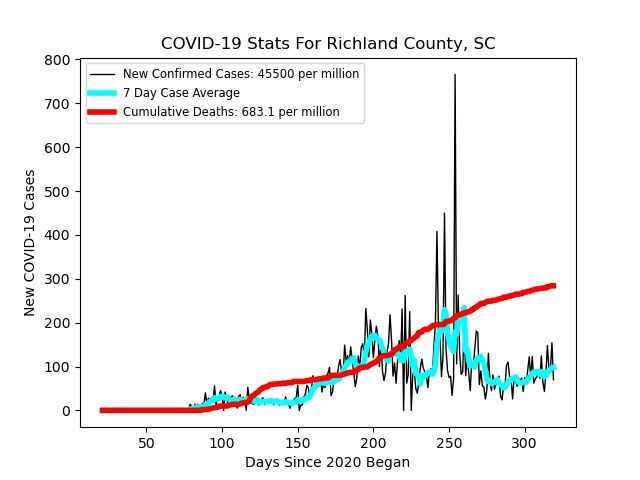 COVID-19 Stats For Richland County, SC
New Confirmed Cases: 45500 per million
7 Day Case Average
Cumulative Deaths: 683.1 per million
New COVID-19 Cases
800
700
600
500
400
300
200
100
0
50
100
150
200
250
300
Days Since 2020 Began